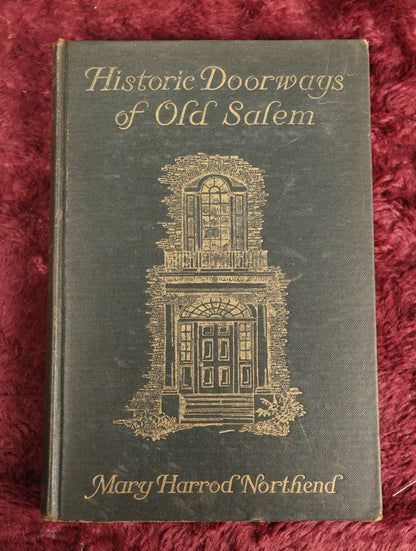 Historic Doorways
of Old Salem
Mary Harrod Northend